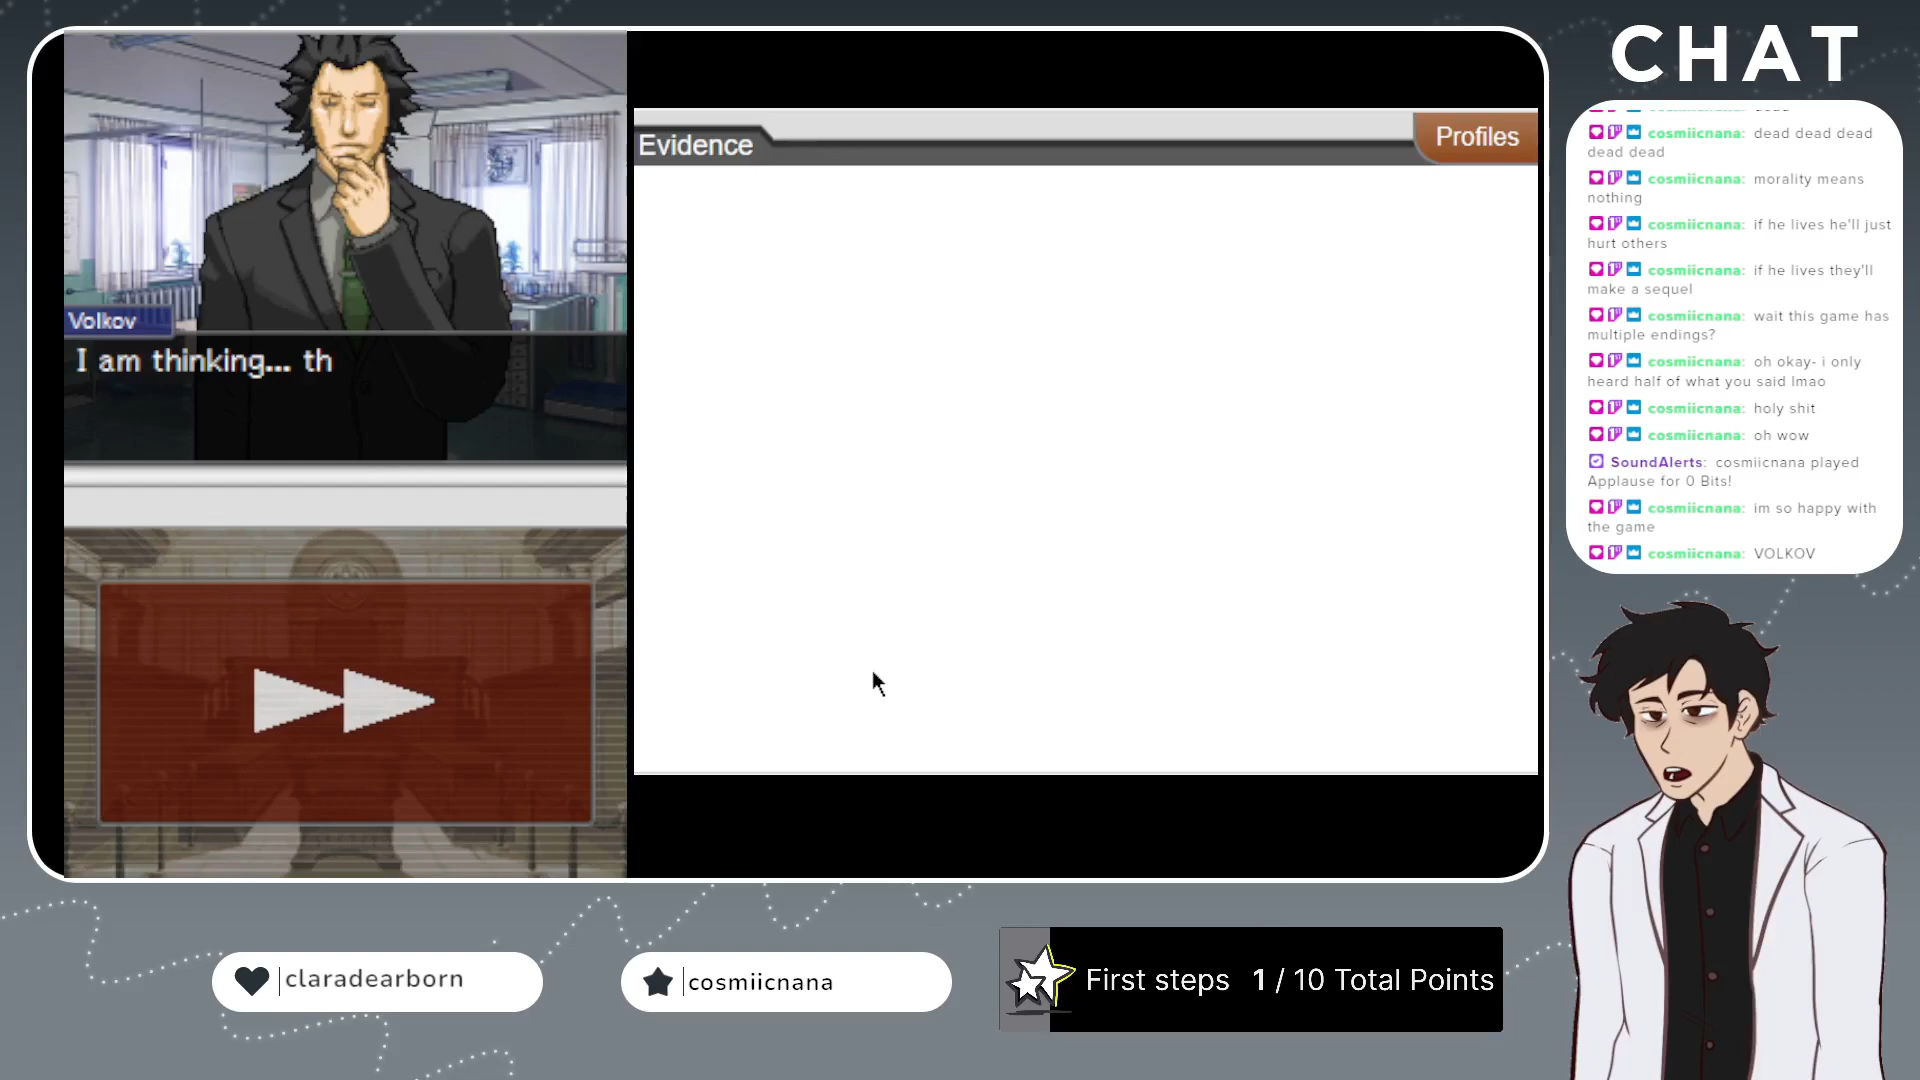 CHAT
cosmiicnana: dead dead dead
dead dead
cosmiicnana: morality means
nothing
cosmiicnana: if he lives he'll just
hurt others
cosmiicnana: if he lives they'll
make a sequel
cosmiicnana: wait this game has
multiple endings?
cosmiicnana: oh okay- i only
heard half of what you said lmao
cosmiicnana: holy shit
cosmiicnana: oh wow
SoundAlerts: cosmiicnana played
Applause for 0 Bits!
cosmiicnana: im so happy with
the game
cosmiicnana: VOLKOV
Evidence
Profiles
Volkov
I am thinking... th
claradearborn
cosmiicnana
First steps 1 / 10 Total Points